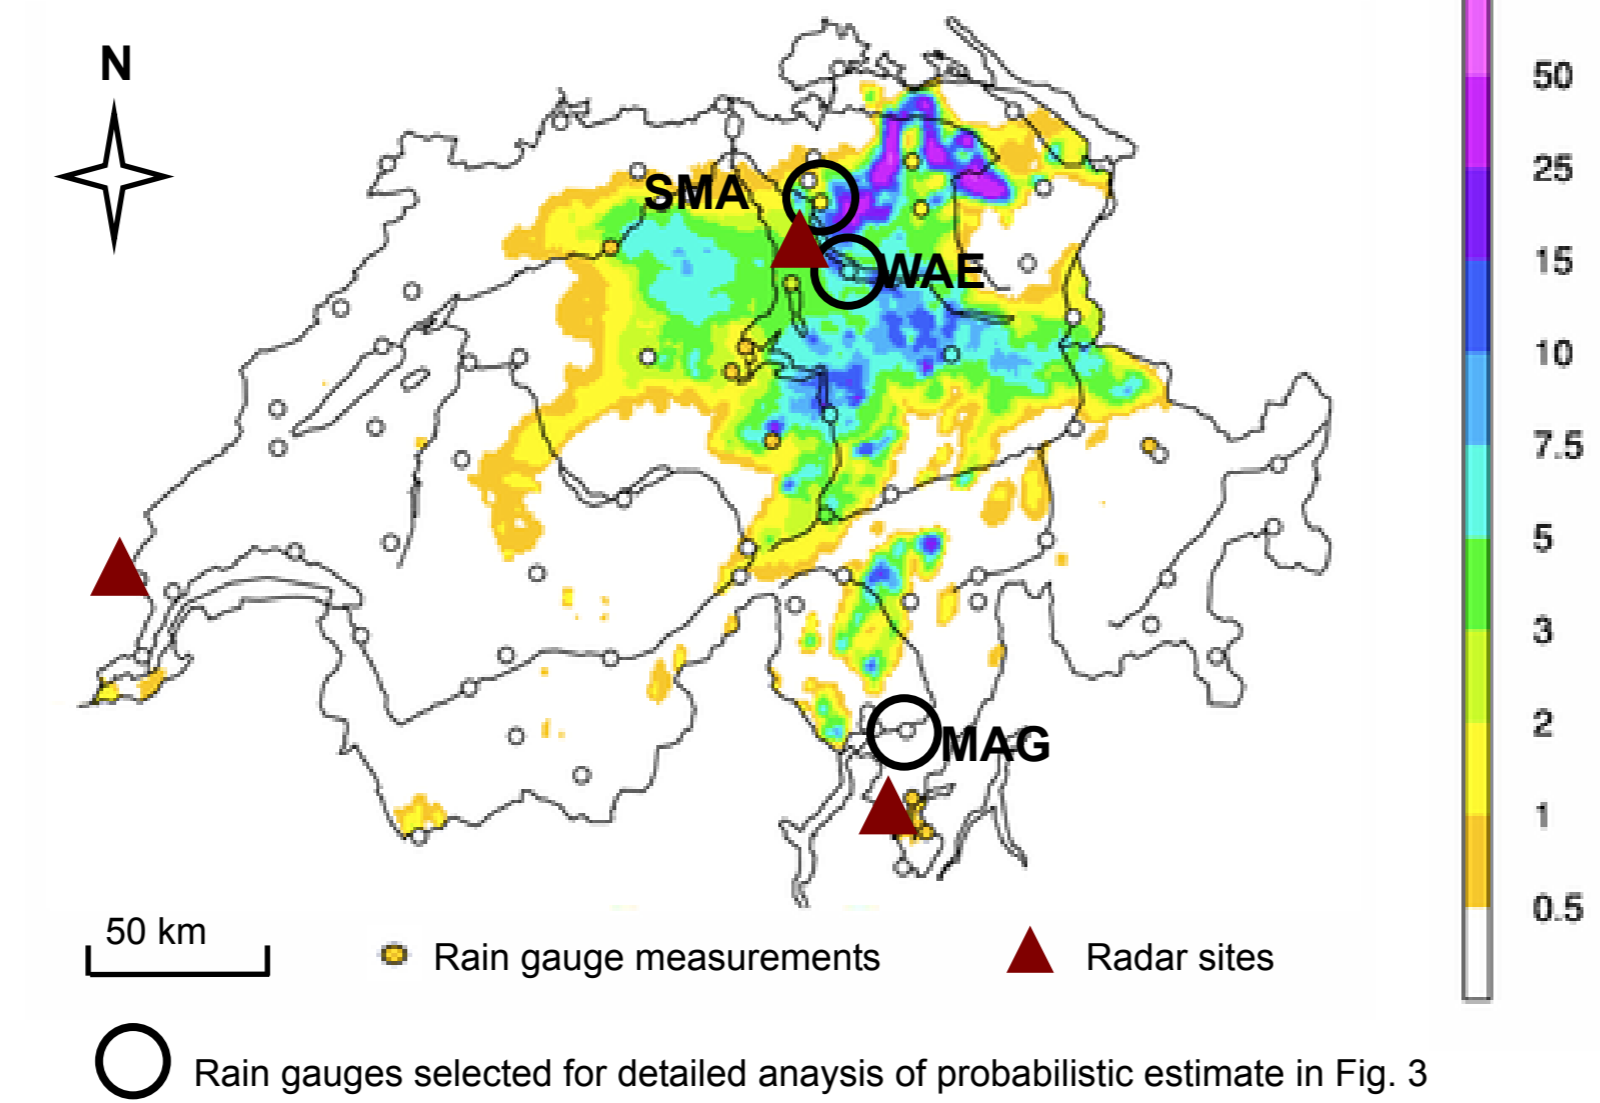 N
SMA
WAE
MAG
50
25
15
10
7.5
5
3
2
1
0.5
50 km
Rain gauge measurements
Radar sites
Rain gauges selected for detailed anaysis of probabilistic estimate in Fig. 3